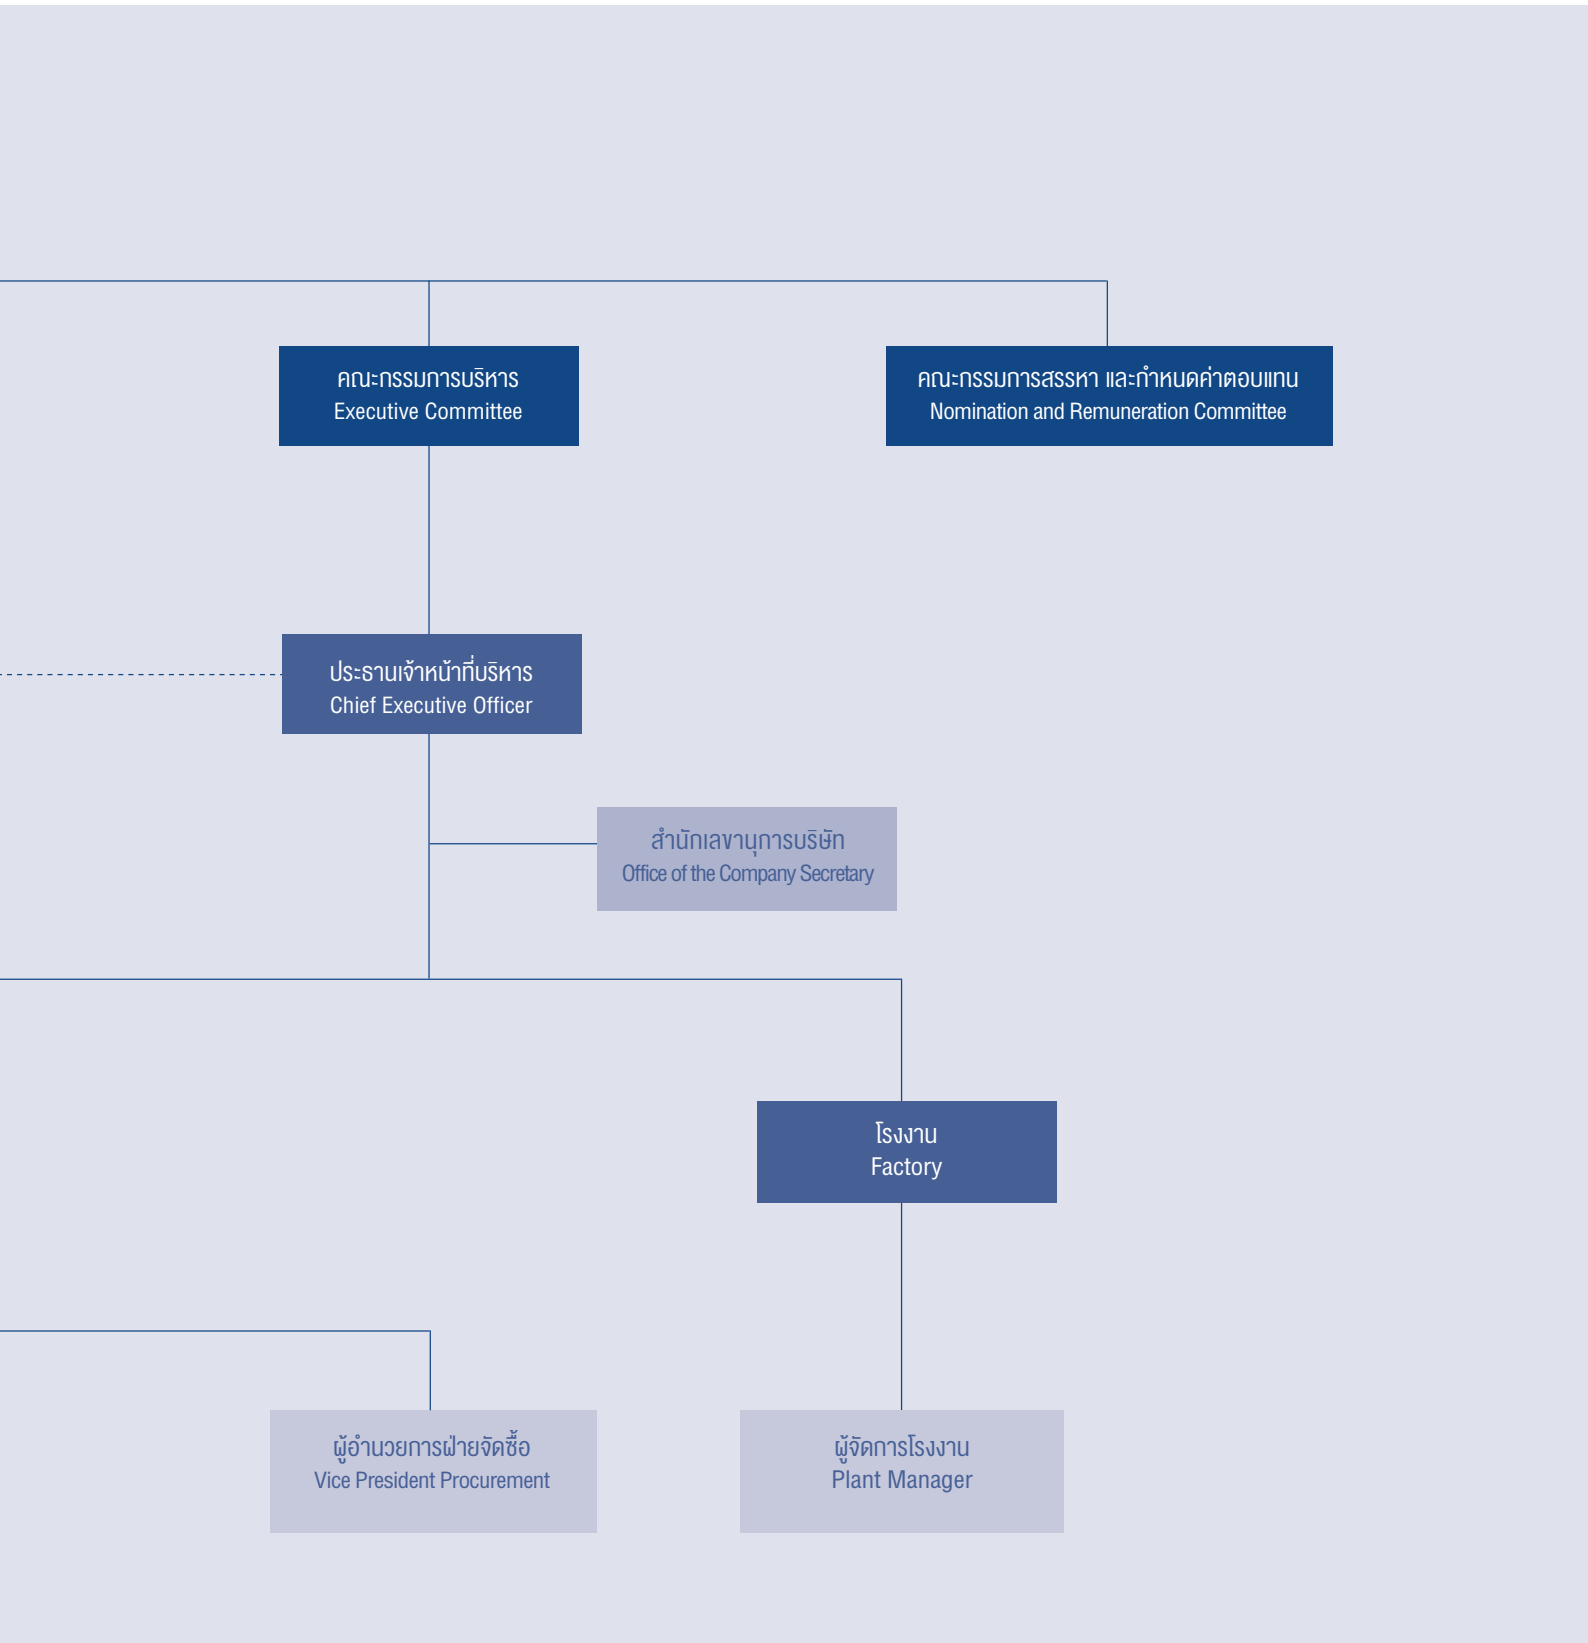 คณะกรรมการบริหาร
Executive Committee
คณะกรรมการสรรหา และกำหนดค่าตอบแทน
Nomination and Remuneration Committee
ประธานเจ้าหน้าที่บริหาร
Chief Executive Officer
สำนักเลขานุการบริษัท
Office of the Company Secretary
โรงงาน
Factory
ผู้อำนวยการฝ่ายจัดซื้อ
Vice President Procurement
ผู้จัดการโรงงาน
Plant Manager